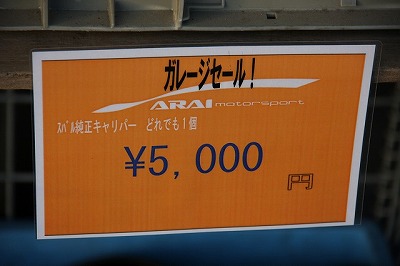 ガレージセール!
ARAI motorsport
ｽﾊﾞﾙ純正キャリパー どれでも1個
¥5,000
円